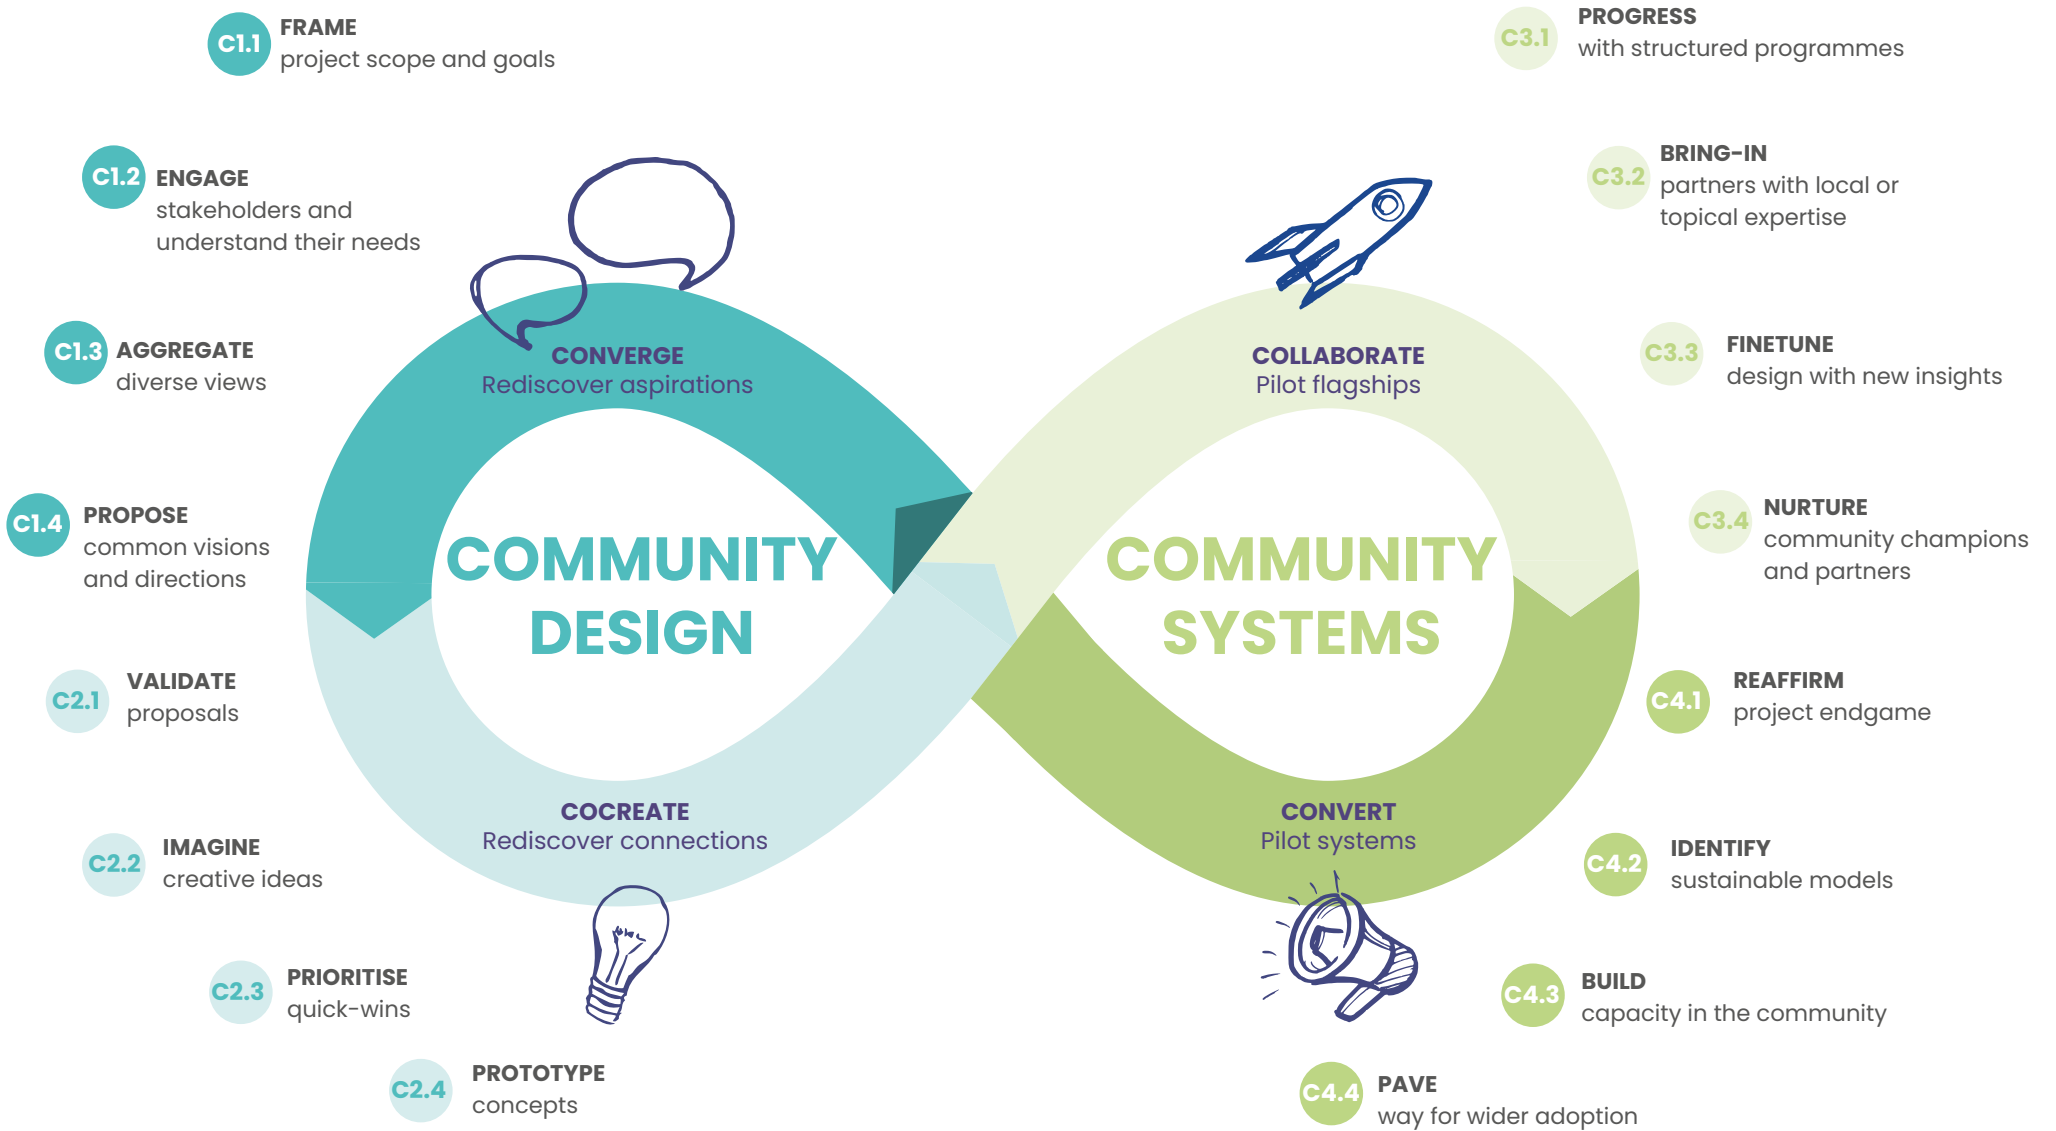 C1.1
FRAME
project scope and goals
C1.2
ENGAGE
stakeholders and
understand their needs
C1.3
AGGREGATE
diverse views
C1.4
PROPOSE
common visions
and directions
C2.1
VALIDATE
proposals
C2.2
IMAGINE
creative ideas
C2.3
PRIORITISE
quick-wins
C2.4
PROTOTYPE
concepts
CONVERGE
Rediscover aspirations
COMMUNITY
DESIGN
COCREATE
Rediscover connections
COLLABORATE
Pilot flagships
COMMUNITY
SYSTEMS
CONVERT
Pilot systems
C3.1
PROGRESS
with structured programmes
C3.2
BRING-IN
partners with local or
topical expertise
C3.3
FINETUNE
design with new insights
C3.4
NURTURE
community champions
and partners
C4.1
REAFFIRM
project endgame
C4.2
IDENTIFY
sustainable models
C4.3
BUILD
capacity in the community
C4.4
PAVE
way for wider adoption